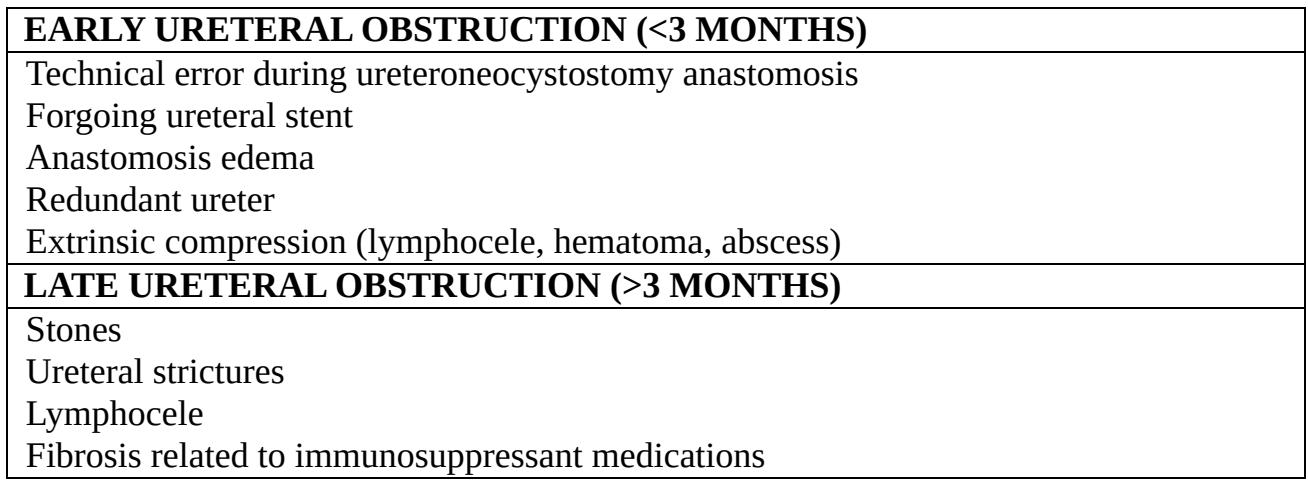 EARLY URETERAL OBSTRUCTION (<3 MONTHS)
Technical error during ureteroneocystostomy anastomosis
Forgoing ureteral stent
Anastomosis edema
Redundant ureter
Extrinsic compression (lymphocele, hematoma, abscess)
LATE URETERAL OBSTRUCTION (>3 MONTHS)
Stones
Ureteral strictures
Lymphocele
Fibrosis related to immunosuppressant medications